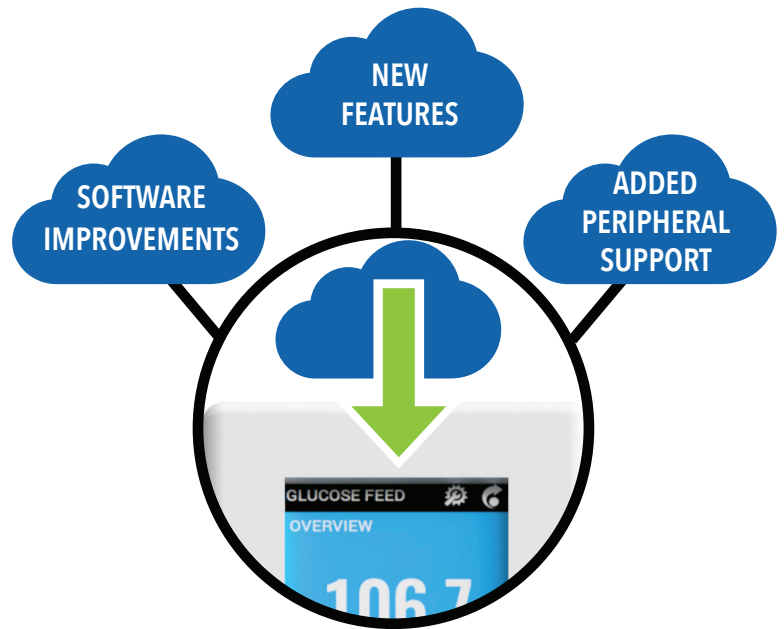 NEW
FEATURES
SOFTWARE
IMPROVEMENTS
ADDED
PERIPHERAL
SUPPORT
GLUCOSE FEED
OVERVIEW
106.7